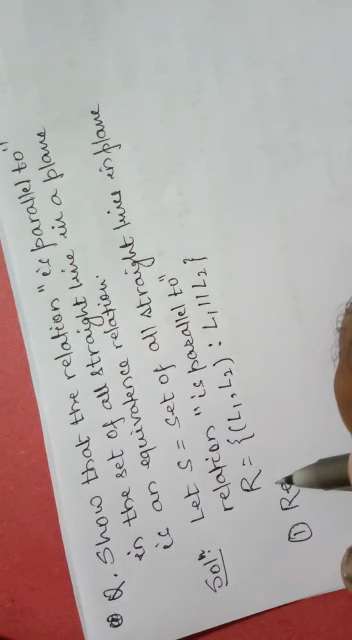 Q. Show that the relation "is parallel to"
in the set of all straight line in a plane
is an equivalence relation.
Soln: Let S = set of all straight lines in plane
relation "is parallel to"
R = {(L1, L2) : L1 || L2}
① Re